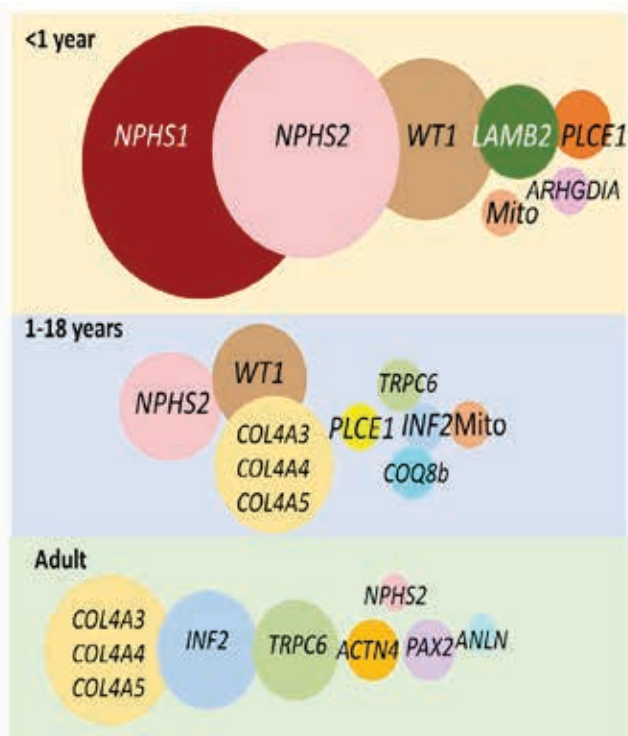 <1 year
NPHS1
NPHS2
WT1
LAMB2
PLCE1
ARHGDIA
Mito
1-18 years
NPHS2
WT1
COL4A3
COL4A4
COL4A5
TRPC6
PLCE1
INF2
Mito
COQ8b
Adult
COL4A3
COL4A4
COL4A5
INF2
TRPC6
NPHS2
ACTN4
PAX2
ANLN